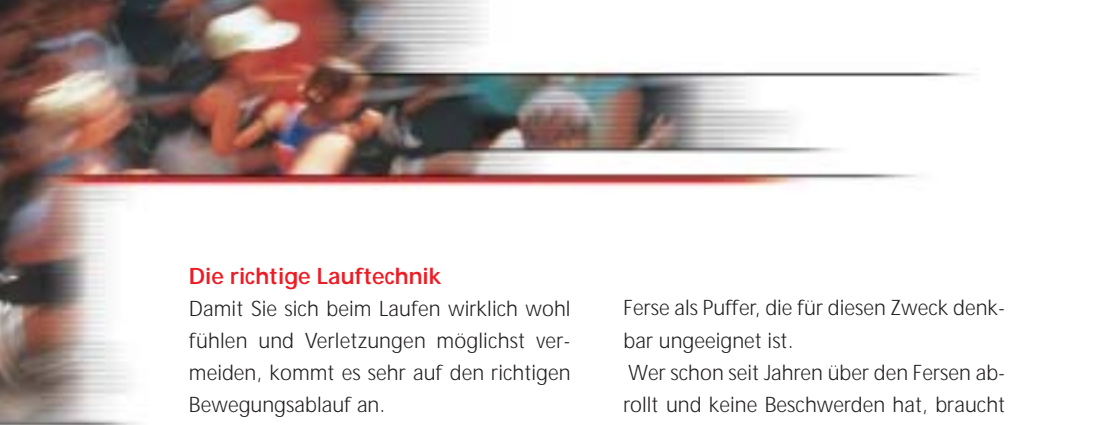 Die richtige Lauftechnik
Damit Sie sich beim Laufen wirklich wohl
fühlen und Verletzungen möglichst ver-
meiden, kommt es sehr auf den richtigen
Bewegungsablauf an.
Ferse als Puffer, die für diesen Zweck denk-
bar ungeeignet ist.
Wer schon seit Jahren über den Fersen ab-
rollt und keine Beschwerden hat, braucht